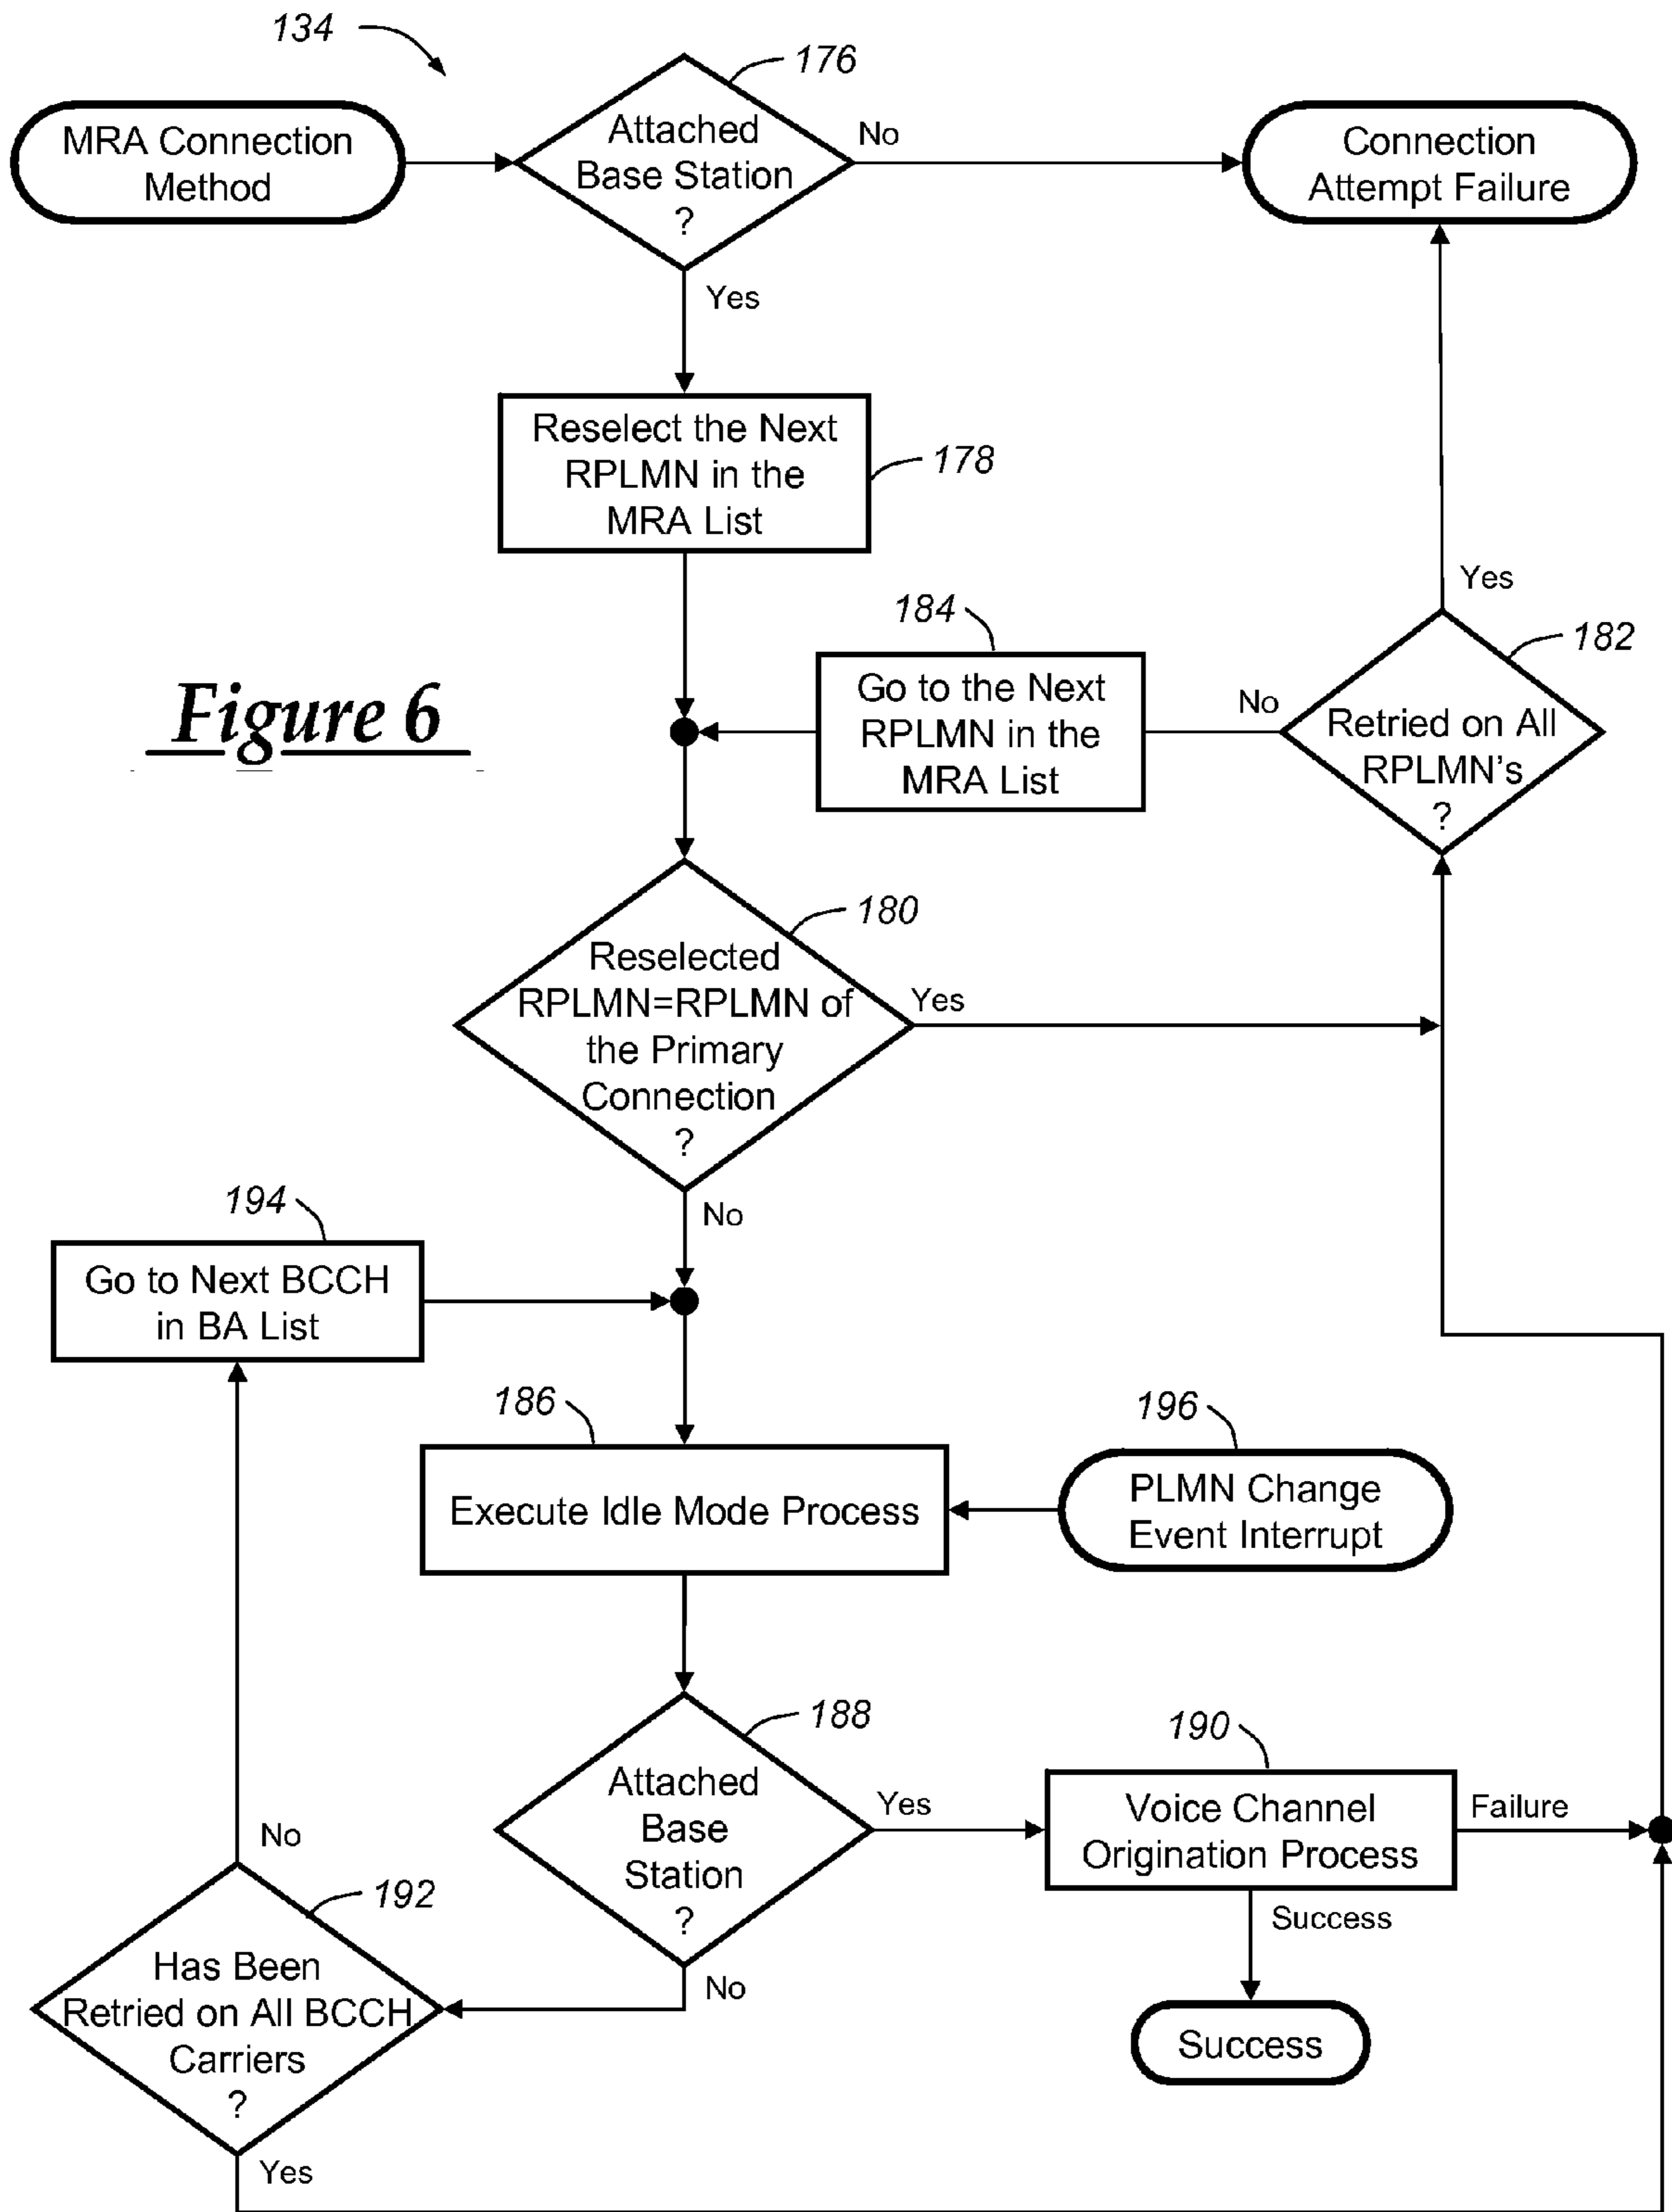 134
176
MRA Connection
Method
Attached
Base Station
?
No
Connection
Attempt Failure
Yes
Reselect the Next
RPLMN in the
MRA List
178
Yes
184
182
Go to the Next
RPLMN in the
MRA List
No
Retried on All
RPLMN's
?
Figure 6
180
Reselected
RPLMN=RPLMN of
the Primary
Connection
?
Yes
No
194
Go to Next BCCH
in BA List
186
196
Execute Idle Mode Process
PLMN Change
Event Interrupt
188
190
Attached
Base
Station
?
Yes
Voice Channel
Origination Process
Failure
No
192
Success
Has Been
Retried on All BCCH
Carriers
?
No
Success
Yes